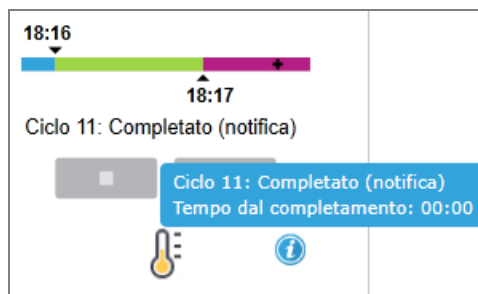 18:16
18:17
Ciclo 11: Completato (notifica)
Ciclo 11: Completato (notifica)
Tempo dal completamento: 00:00